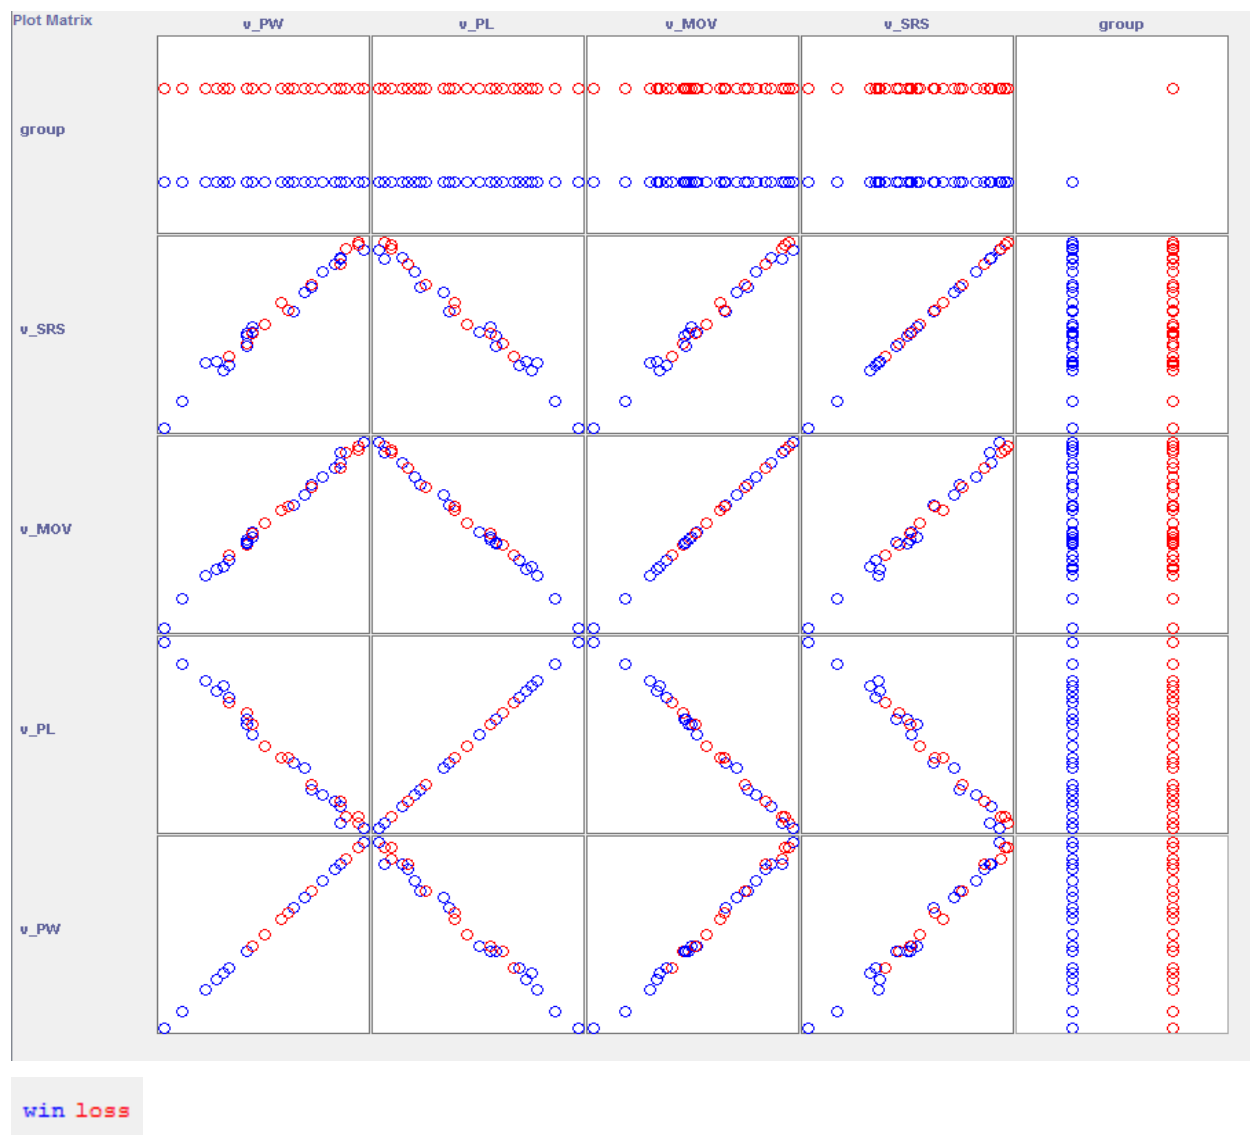 Plot Matrix
v_PW v_PL v_MOV v_SRS group
group
v_SRS
v_MOV
v_PL
v_PW
win loss